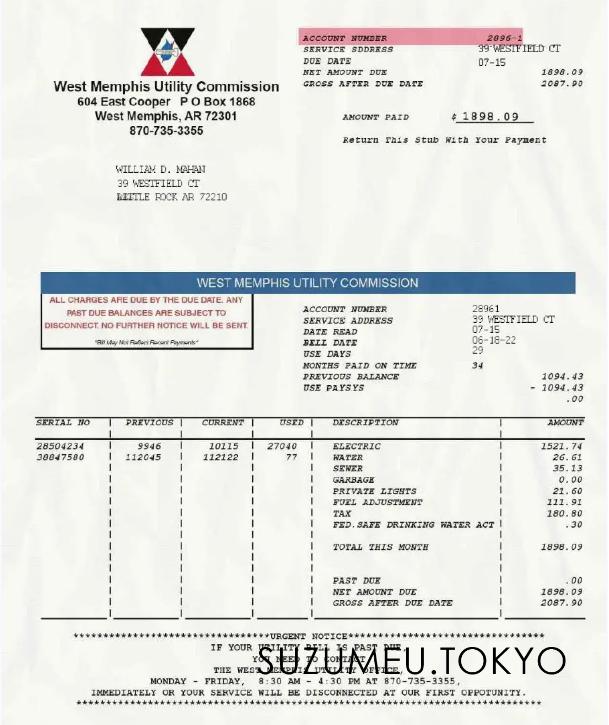 ACCOUNT NUMBER 2896-1
SERVICE SDDRESS 39 WESTFIELD CT
DUE DATE 07-15
NET AMOUNT DUE 1898.09
GROSS AFTER DUE DATE 2087.90
AMOUNT PAID $ 1898.09
Return This Stub With Your Payment
West Memphis Utility Commission
604 East Cooper P O Box 1868
West Memphis, AR 72301
870-735-3355
WILLIAM D. MAHAN
39 WESTFIELD CT
ROCK AR 72210
WEST MEMPHIS UTILITY COMMISSION
ALL CHARGES ARE DUE BY THE DUE DATE. ANY
PAST DUE BALANCES ARE SUBJECT TO
DISCONNECT. NO FURTHER NOTICE WILL BE SENT.
"Bill May Not Reflect Recent Payments"
ACCOUNT NUMBER 28961
SERVICE ADDRESS 39 WESTFIELD CT
DATE READ 07-15
BELL DATE 06-18-22
USE DAYS 29
MONTHS PAID ON TIME 34
PREVIOUS BALANCE 1094.43
USE PAYSYS - 1094.43
.00
SERIAL NO PREVIOUS CURRENT USED DESCRIPTION AMOUNT
28504234 9946 10115 27040 ELECTRIC 1521.74
38847580 112045 112122 77 WATER 26.61
SEWER 35.13
GARBAGE 0.00
PRIVATE LIGHTS 21.60
FUEL ADJUSTMENT 111.91
TAX 180.80
FED.SAFE DRINKING WATER ACT .30
TOTAL THIS MONTH 1898.09
PAST DUE .00
NET AMOUNT DUE 1898.09
GROSS AFTER DUE DATE 2087.90
URGENT NOTICE
IF YOUR UTILITY BILL IS PAST DUE,
YOU NEED TO CONTACT
THE WEST MEMPHIS UTILITY OFFICE,
SUZUMEU.TOKYO
MONDAY - FRIDAY, 8:30 AM - 4:30 PM AT 870-735-3355,
IMMEDIATELY OR YOUR SERVICE WILL BE DISCONNECTED AT OUR FIRST OPPOTUNITY.